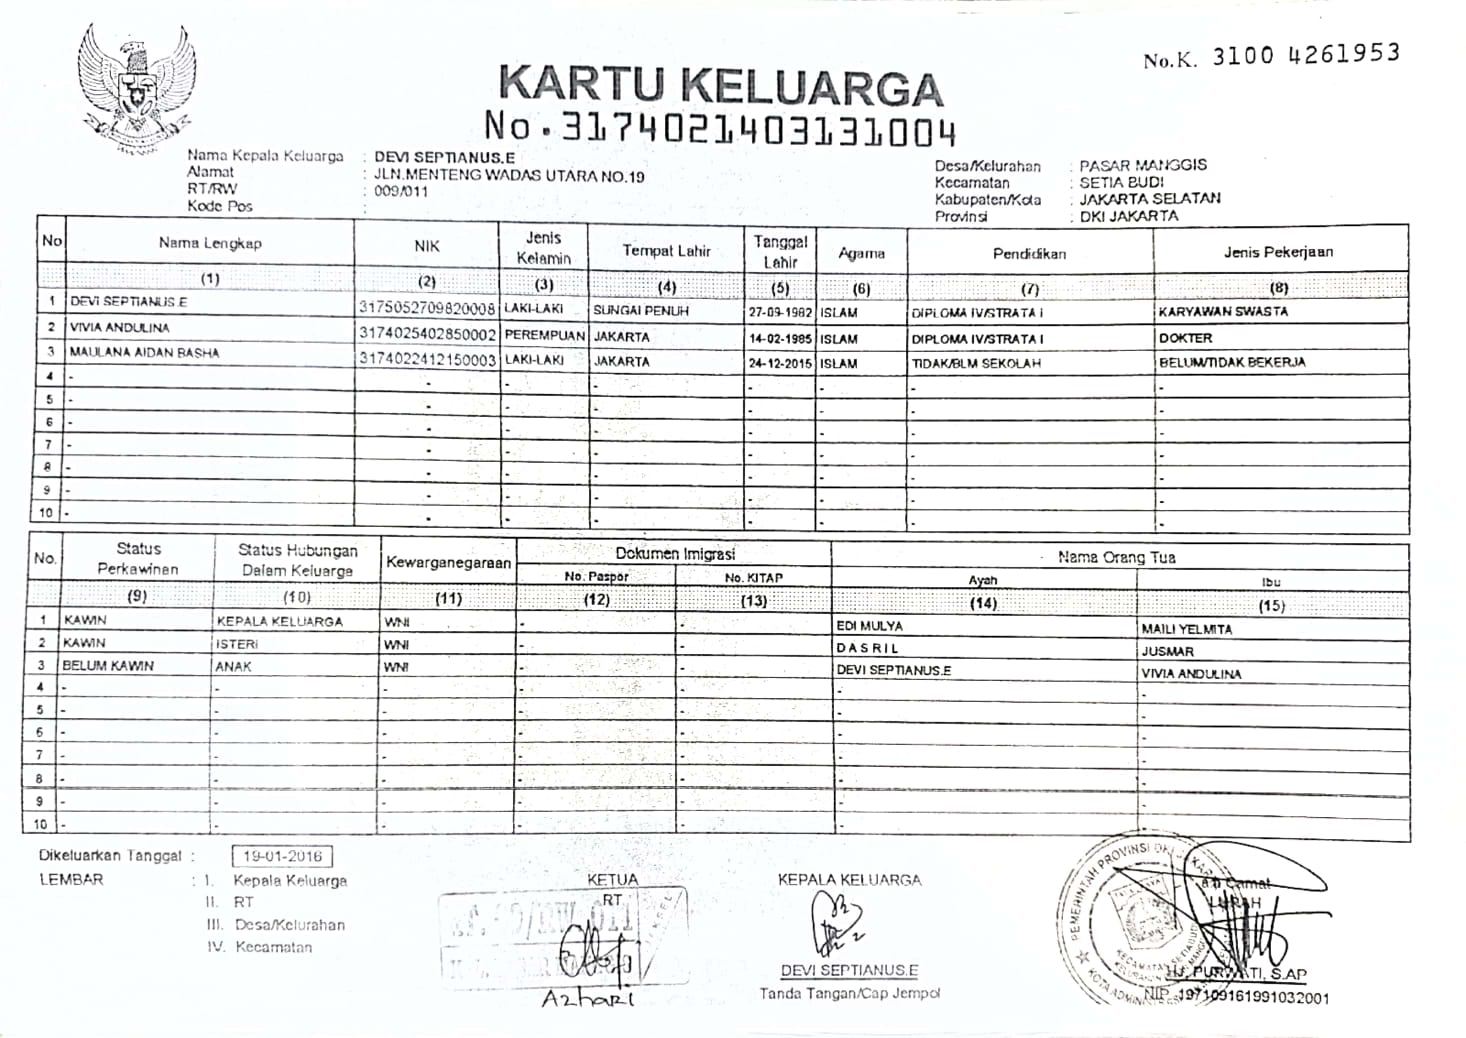 No.K. 3100 4261953
KARTU KELUARGA
No.3174021403131004
Nama Kepala Keluarga : DEVI SEPTIANUS.E
Alamat : JLN.MENTENG WADAS UTARA NO.19
RT/RW : 009/011
Kode Pos :
Desa/Kelurahan : PASAR MANGGIS
Kecamatan : SETIA BUDI
Kabupaten/Kota : JAKARTA SELATAN
Provinsi : DKI JAKARTA
No Nama Lengkap NIK Jenis Kelamin Tempat Lahir Tanggal Lahir Agama Pendidikan Jenis Pekerjaan
(1) (2) (3) (4) (5) (6) (7) (8)
1 DEVI SEPTIANUS.E 3175052709820008 LAKI-LAKI SUNGAI PENUH 27-09-1982 ISLAM DIPLOMA IV/STRATA I KARYAWAN SWASTA
2 VIVIA ANDULINA 3174025402850002 PEREMPUAN JAKARTA 14-02-1985 ISLAM DIPLOMA IV/STRATA I DOKTER
3 MAULANA AIDAN BASHA 3174022412150003 LAKI-LAKI JAKARTA 24-12-2015 ISLAM TIDAK/BLM SEKOLAH BELUM/TIDAK BEKERJA
4 - - - - - - - -
5 - - - - - - - -
6 - - - - - - - -
7 - - - - - - - -
8 - - - - - - - -
9 - - - - - - - -
10 - - - - - - - -
No. Status Perkawinan Status Hubungan Dalam Keluarga Kewarganegaraan Dokumen Imigrasi Nama Orang Tua
No. Paspor No. KITAP Ayah Ibu
(9) (10) (11) (12) (13) (14) (15)
1 KAWIN KEPALA KELUARGA WNI - - EDI MULYA MAILI YELMITA
2 KAWIN ISTERI WNI - - D A S R I L JUSMAR
3 BELUM KAWIN ANAK WNI - - DEVI SEPTIANUS.E VIVIA ANDULINA
4 - - - - - - -
5 - - - - - - -
6 - - - - - - -
7 - - - - - - -
8 - - - - - - -
9 - - - - - - -
10 - - - - - - -
Dikeluarkan Tanggal : 19-01-2016
LEMBAR : I. Kepala Keluarga
II. RT
III. Desa/Kelurahan
IV. Kecamatan
KETUA
RT
Azhari
KEPALA KELUARGA
DEVI SEPTIANUS.E
Tanda Tangan/Cap Jempol
PEMERINTAH PROVINSI DKI
a.n Camat
LURAH
KECAMATAN SETIABUDI
HJ. PURWATI, S.AP
NIP. 197109161991032001